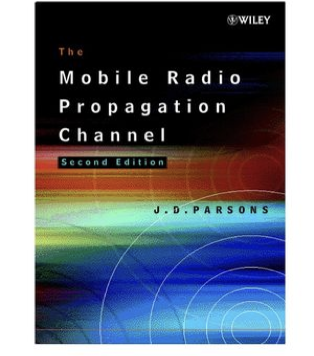 WILEY
The
Mobile Radio
Propagation
Channel
Second Edition
J.D.PARSONS